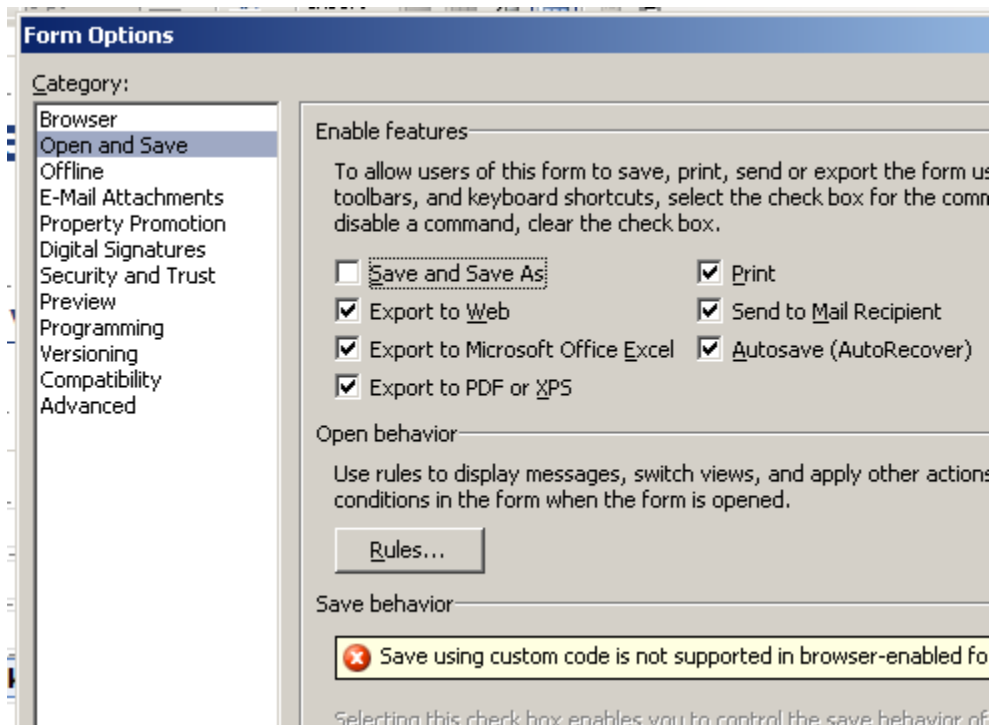 Form Options
Category:
Browser
Open and Save
Offline
E-Mail Attachments
Property Promotion
Digital Signatures
Security and Trust
Preview
Programming
Versioning
Compatibility
Advanced
Enable features
To allow users of this form to save, print, send or export the form
toolbars, and keyboard shortcuts, select the check box for the
disable a command, clear the check box.
Save and Save As
Print
Export to Web
Send to Mail Recipient
Export to Microsoft Office Excel
Autosave (AutoRecover)
Export to PDF or XPS
Open behavior
Use rules to display messages, switch views, and apply other actions
conditions in the form when the form is opened.
Rules...
Save behavior
Save using custom code is not supported in browser-enabled
Selecting this check box enables you to control the save behavior of